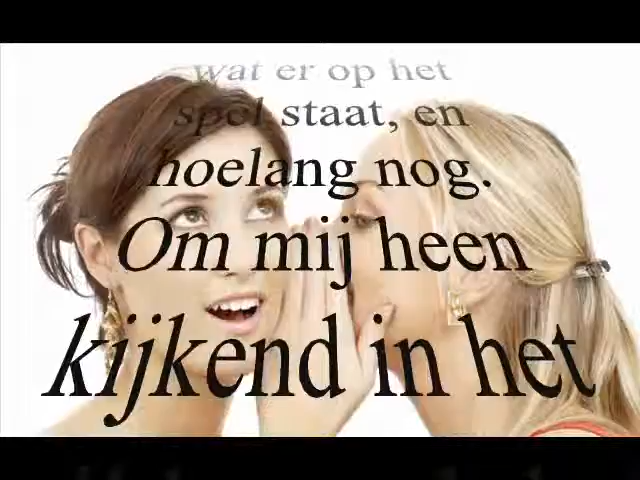 wat er op het
spel staat, en
hoelang nog.
Om mij heen
kijkend in het